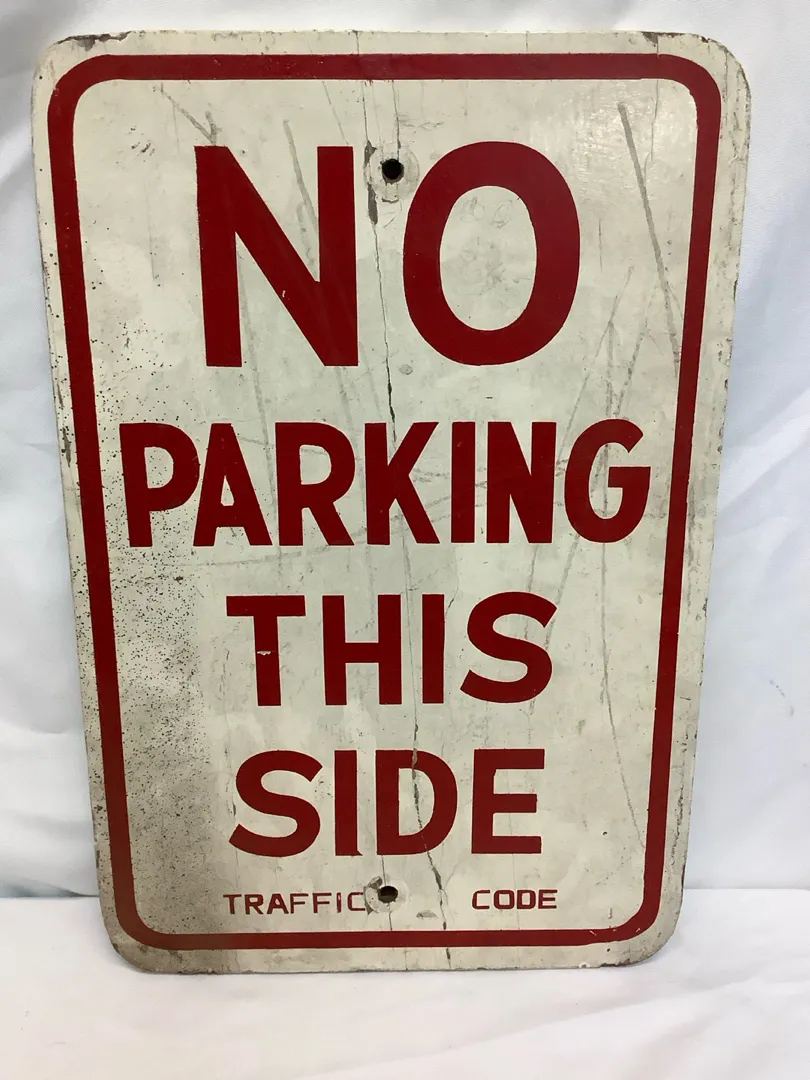 NO
PARKING
THIS
SIDE
TRAFFIC CODE